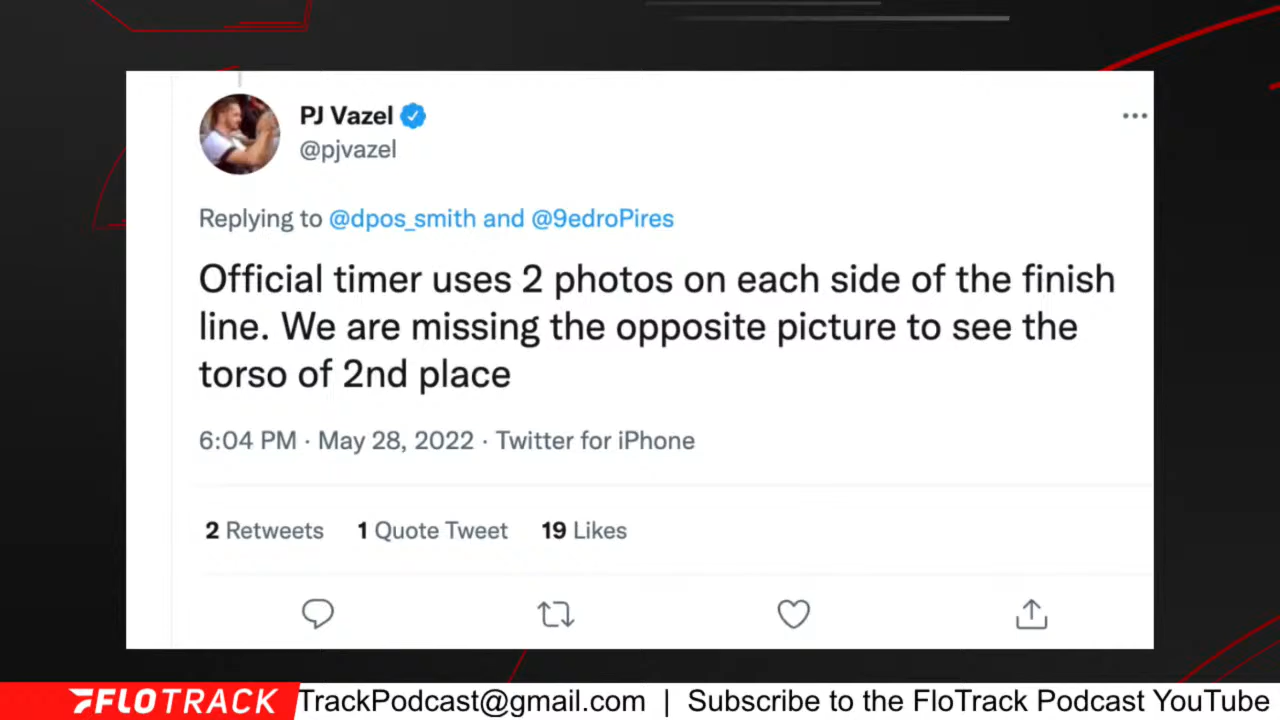 PJ Vazel
@pjvazel
Replying to @dpos_smith and @9edroPires
Official timer uses 2 photos on each side of the finish
line. We are missing the opposite picture to see the
torso of 2nd place
6:04 PM · May 28, 2022 · Twitter for iPhone
2 Retweets 1 Quote Tweet 19 Likes
FLOTRACK TrackPodcast@gmail.com | Subscribe to the FloTrack Podcast YouTube